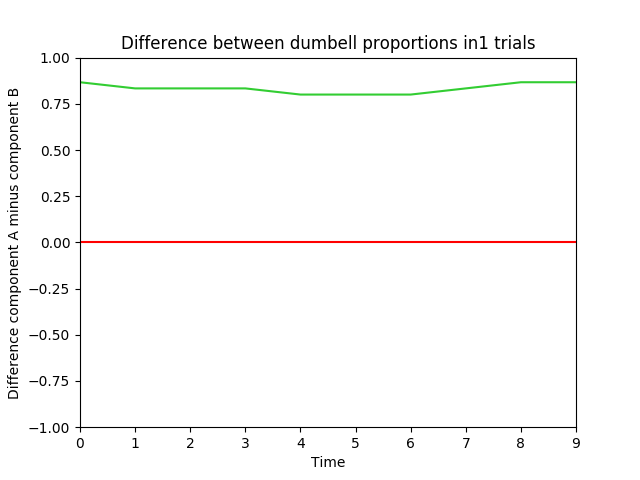 Difference between dumbell proportions in1 trials
Difference component A minus component B
1.00
0.75
0.50
0.25
0.00
−0.25
−0.50
−0.75
−1.00
0 1 2 3 4 5 6 7 8 9
Time